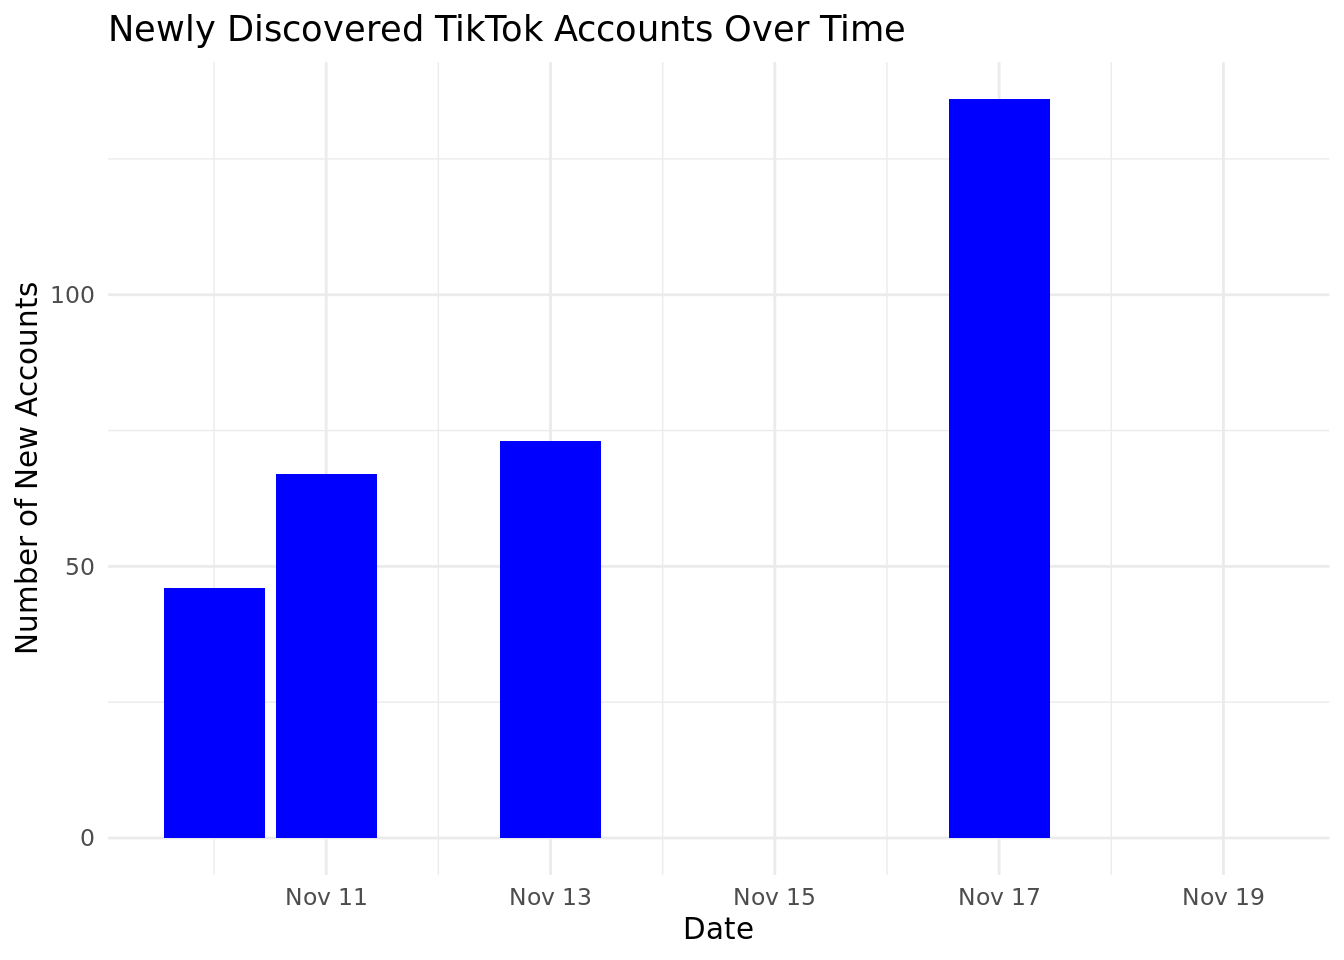 Newly Discovered TikTok Accounts Over Time
Number of New Accounts
100
50
0
Nov 11
Nov 13
Nov 15
Nov 17
Nov 19
Date